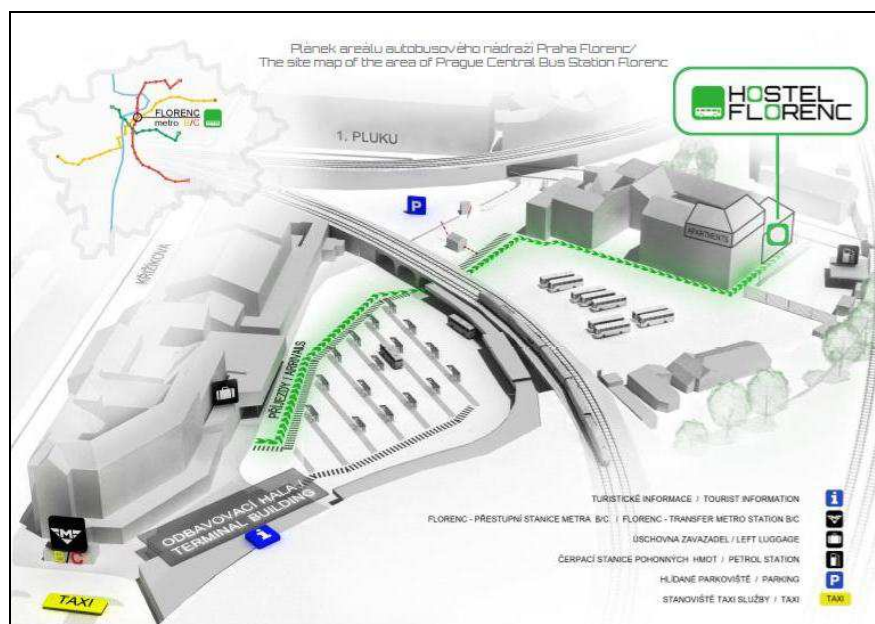 Plánek areálu autobusového nádraží Praha Florenc/
The site map of the area of Prague Central Bus Station Florenc
HOSTEL
FLORENC
FLORENC
metro B/C
1. PLUKU
P
APARTMENTS
KŘIŽÍKOVA
PŘÍJEZDY / ARRIVALS
ODBAVOVACÍ HALA /
TERMINAL BUILDING
i
M
B/C
TAXI
TURISTICKÉ INFORMACE / TOURIST INFORMATION i
FLORENC - PŘESTUPNÍ STANICE METRA B/C / FLORENC - TRANSFER METRO STATION B/C
ÚSCHOVNA ZAVAZADEL / LEFT LUGGAGE
ČERPACÍ STANICE POHONNÝCH HMOT / PETROL STATION
HLÍDANÉ PARKOVIŠTĚ / PARKING P
STANOVIŠTĚ TAXI SLUŽBY / TAXI TAXI